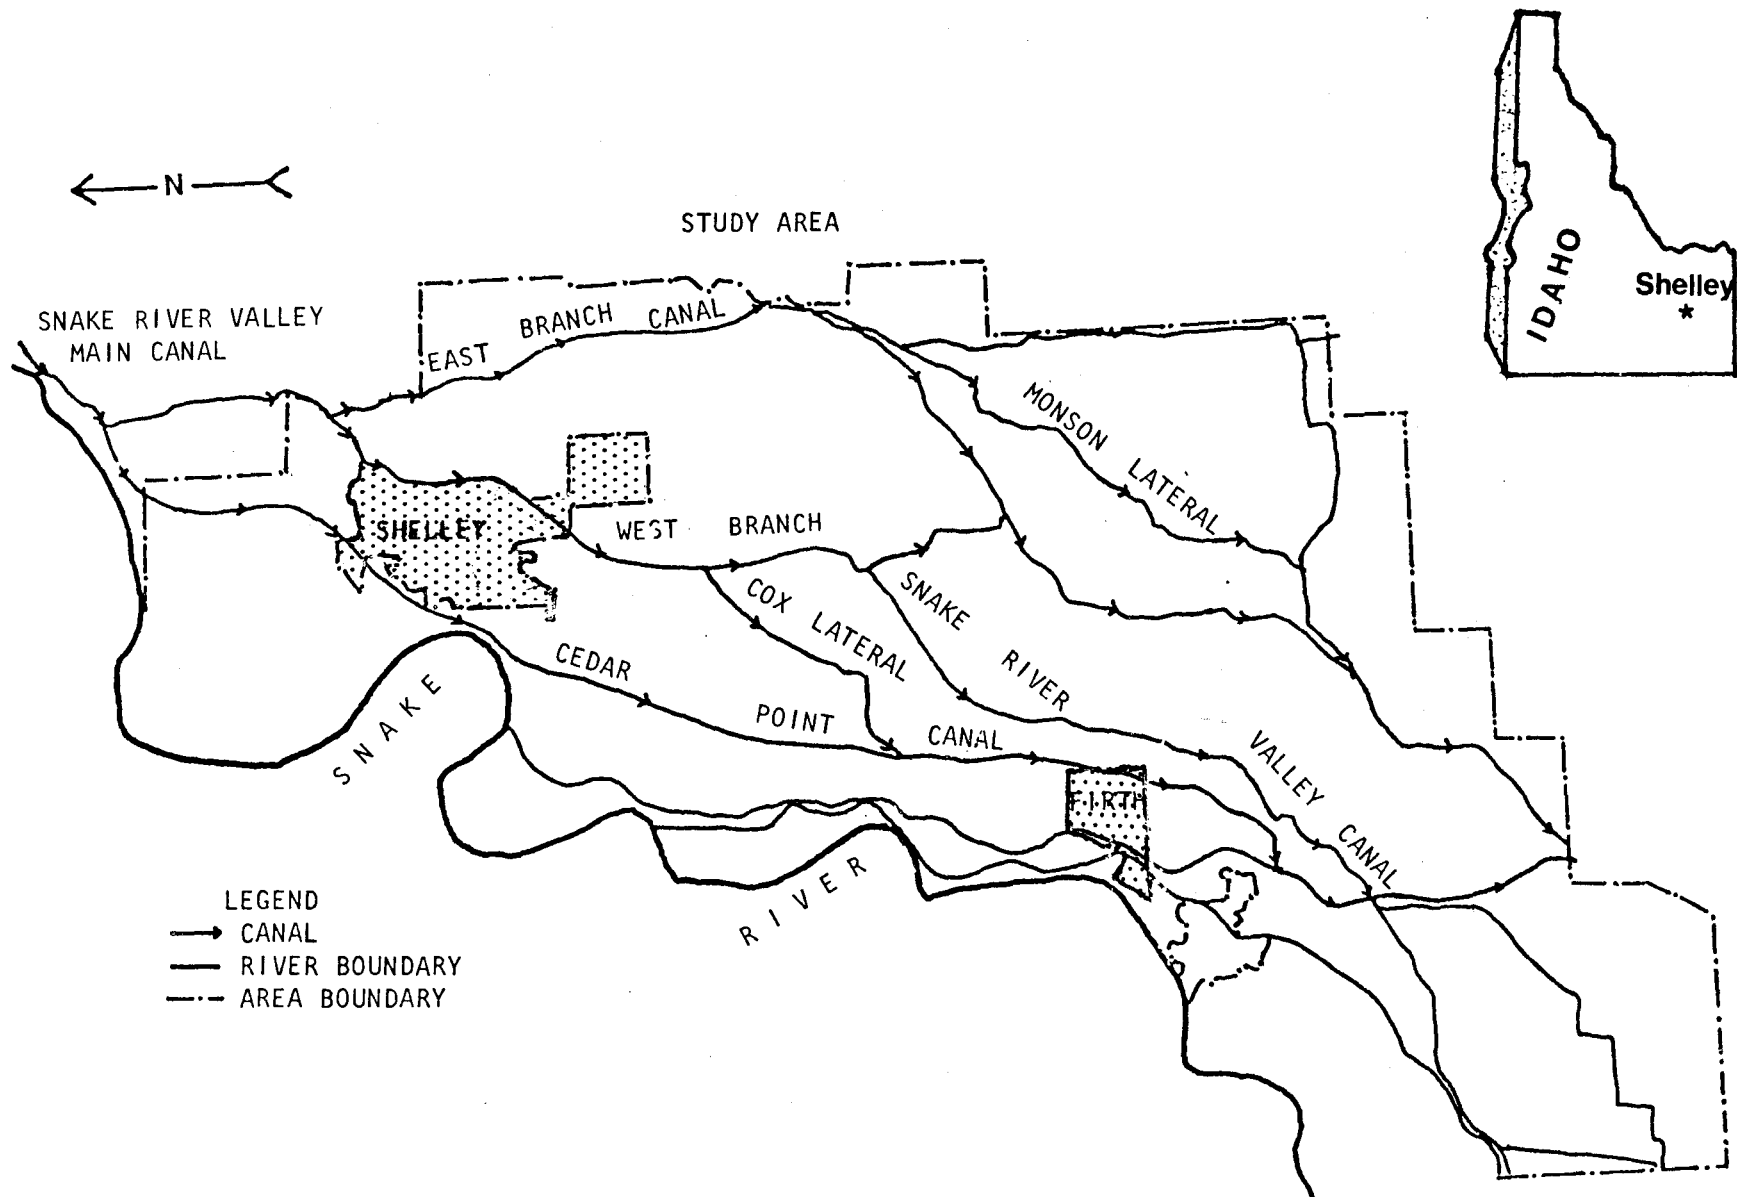 N
STUDY AREA
IDAHO
Shelley
*
SNAKE RIVER VALLEY
MAIN CANAL
EAST BRANCH CANAL
MONSON LATERAL
SHELLEY
WEST BRANCH
SNAKE RIVER VALLEY CANAL
COX LATERAL
CEDAR POINT CANAL
SNAKE RIVER
FIRTH
LEGEND
CANAL
RIVER BOUNDARY
AREA BOUNDARY